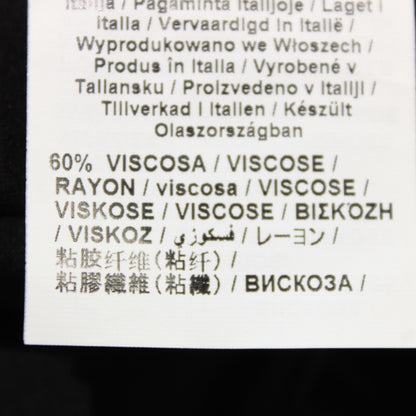 Italija / Pagaminta Italijoje / Laget i
Italia / Vervaardigd in Italië /
Wyprodukowano we Włoszech /
Produs în Italia / Vyrobené v
Taliansku / Proizvedeno v Italiji /
Tillverkad i Italien / Készült
Olaszországban
60% VISCOSA / VISCOSE /
RAYON / viscosa / VISCOSE /
VISKOSE / VISCOSE / ΒΙΣΚΌΖΗ
/ VISKOZ / فسكوزي / レーヨン /
粘胶纤维(粘纤) /
粘膠纖維(粘纖) / ВИСКОЗА /